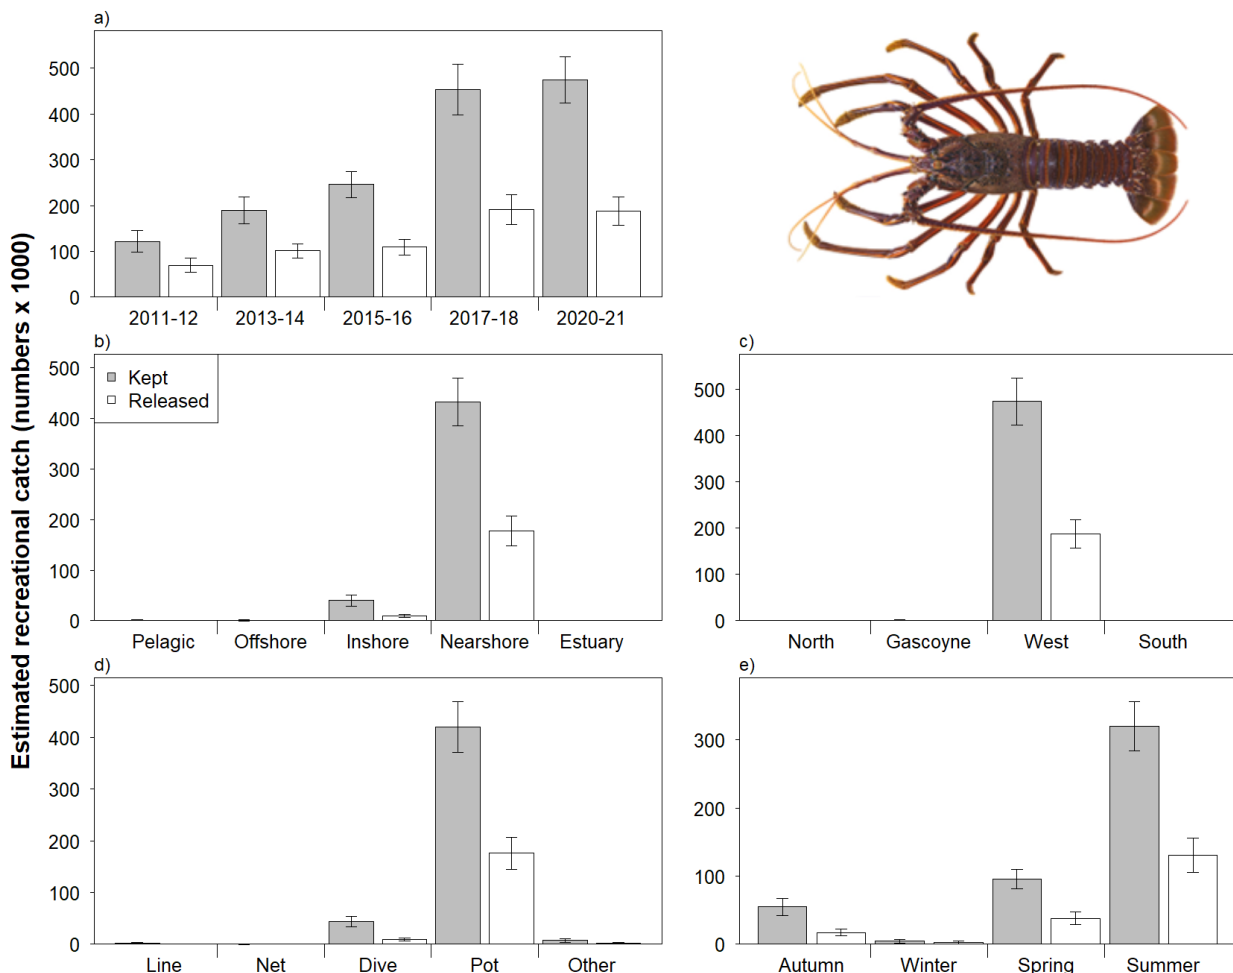 a)
Estimated recreational catch (numbers x 1000)
500
400
300
200
100
0
2011-12 2013-14 2015-16 2017-18 2020-21
b)
Kept
Released
500
400
300
200
100
0
Pelagic Offshore Inshore Nearshore Estuary
c)
500
400
300
200
100
0
North Gascoyne West South
d)
500
400
300
200
100
0
Line Net Dive Pot Other
e)
300
200
100
0
Autumn Winter Spring Summer